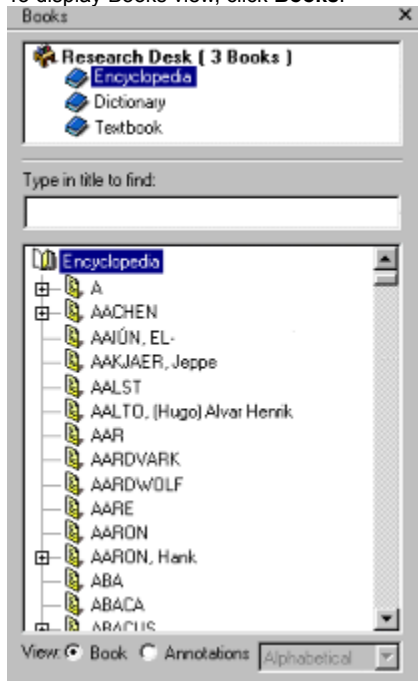 To display Books view, click Books.
Books
Research Desk ( 3 Books )
Encyclopedia
Dictionary
Textbook
Type in title to find:
Encyclopedia
A
AACHEN
AAIÚN, EL-
AAKJAER, Jeppe
AALST
AALTO, (Hugo) Alvar Henrik
AAR
AARDVARK
AARDWOLF
AARE
AARON
AARON, Hank
ABA
ABACA
ABACUS
View: Book Annotations Alphabetical